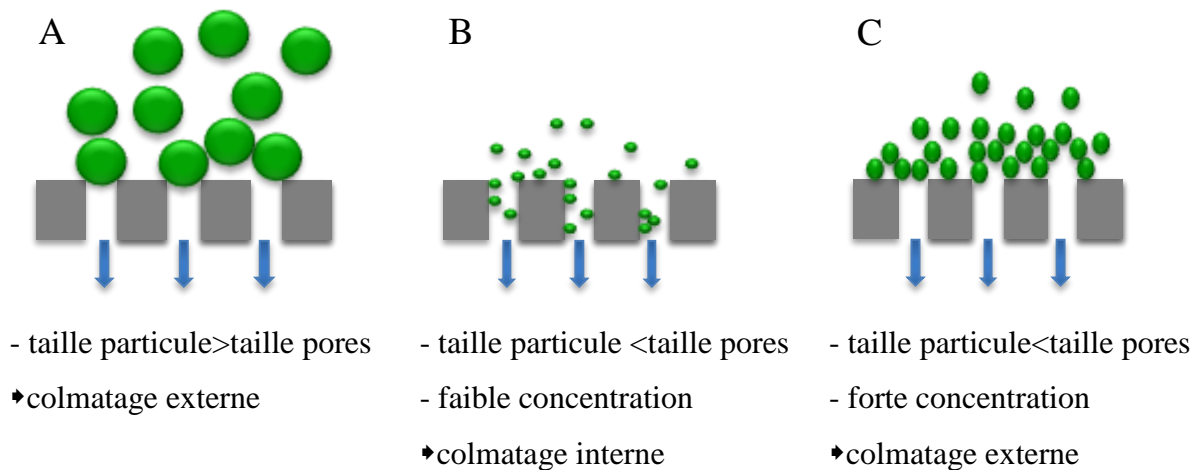 A
B
C
- taille particule>taille pores
➧colmatage externe
- taille particule <taille pores
- faible concentration
➧colmatage interne
- taille particule<taille pores
- forte concentration
➧colmatage externe